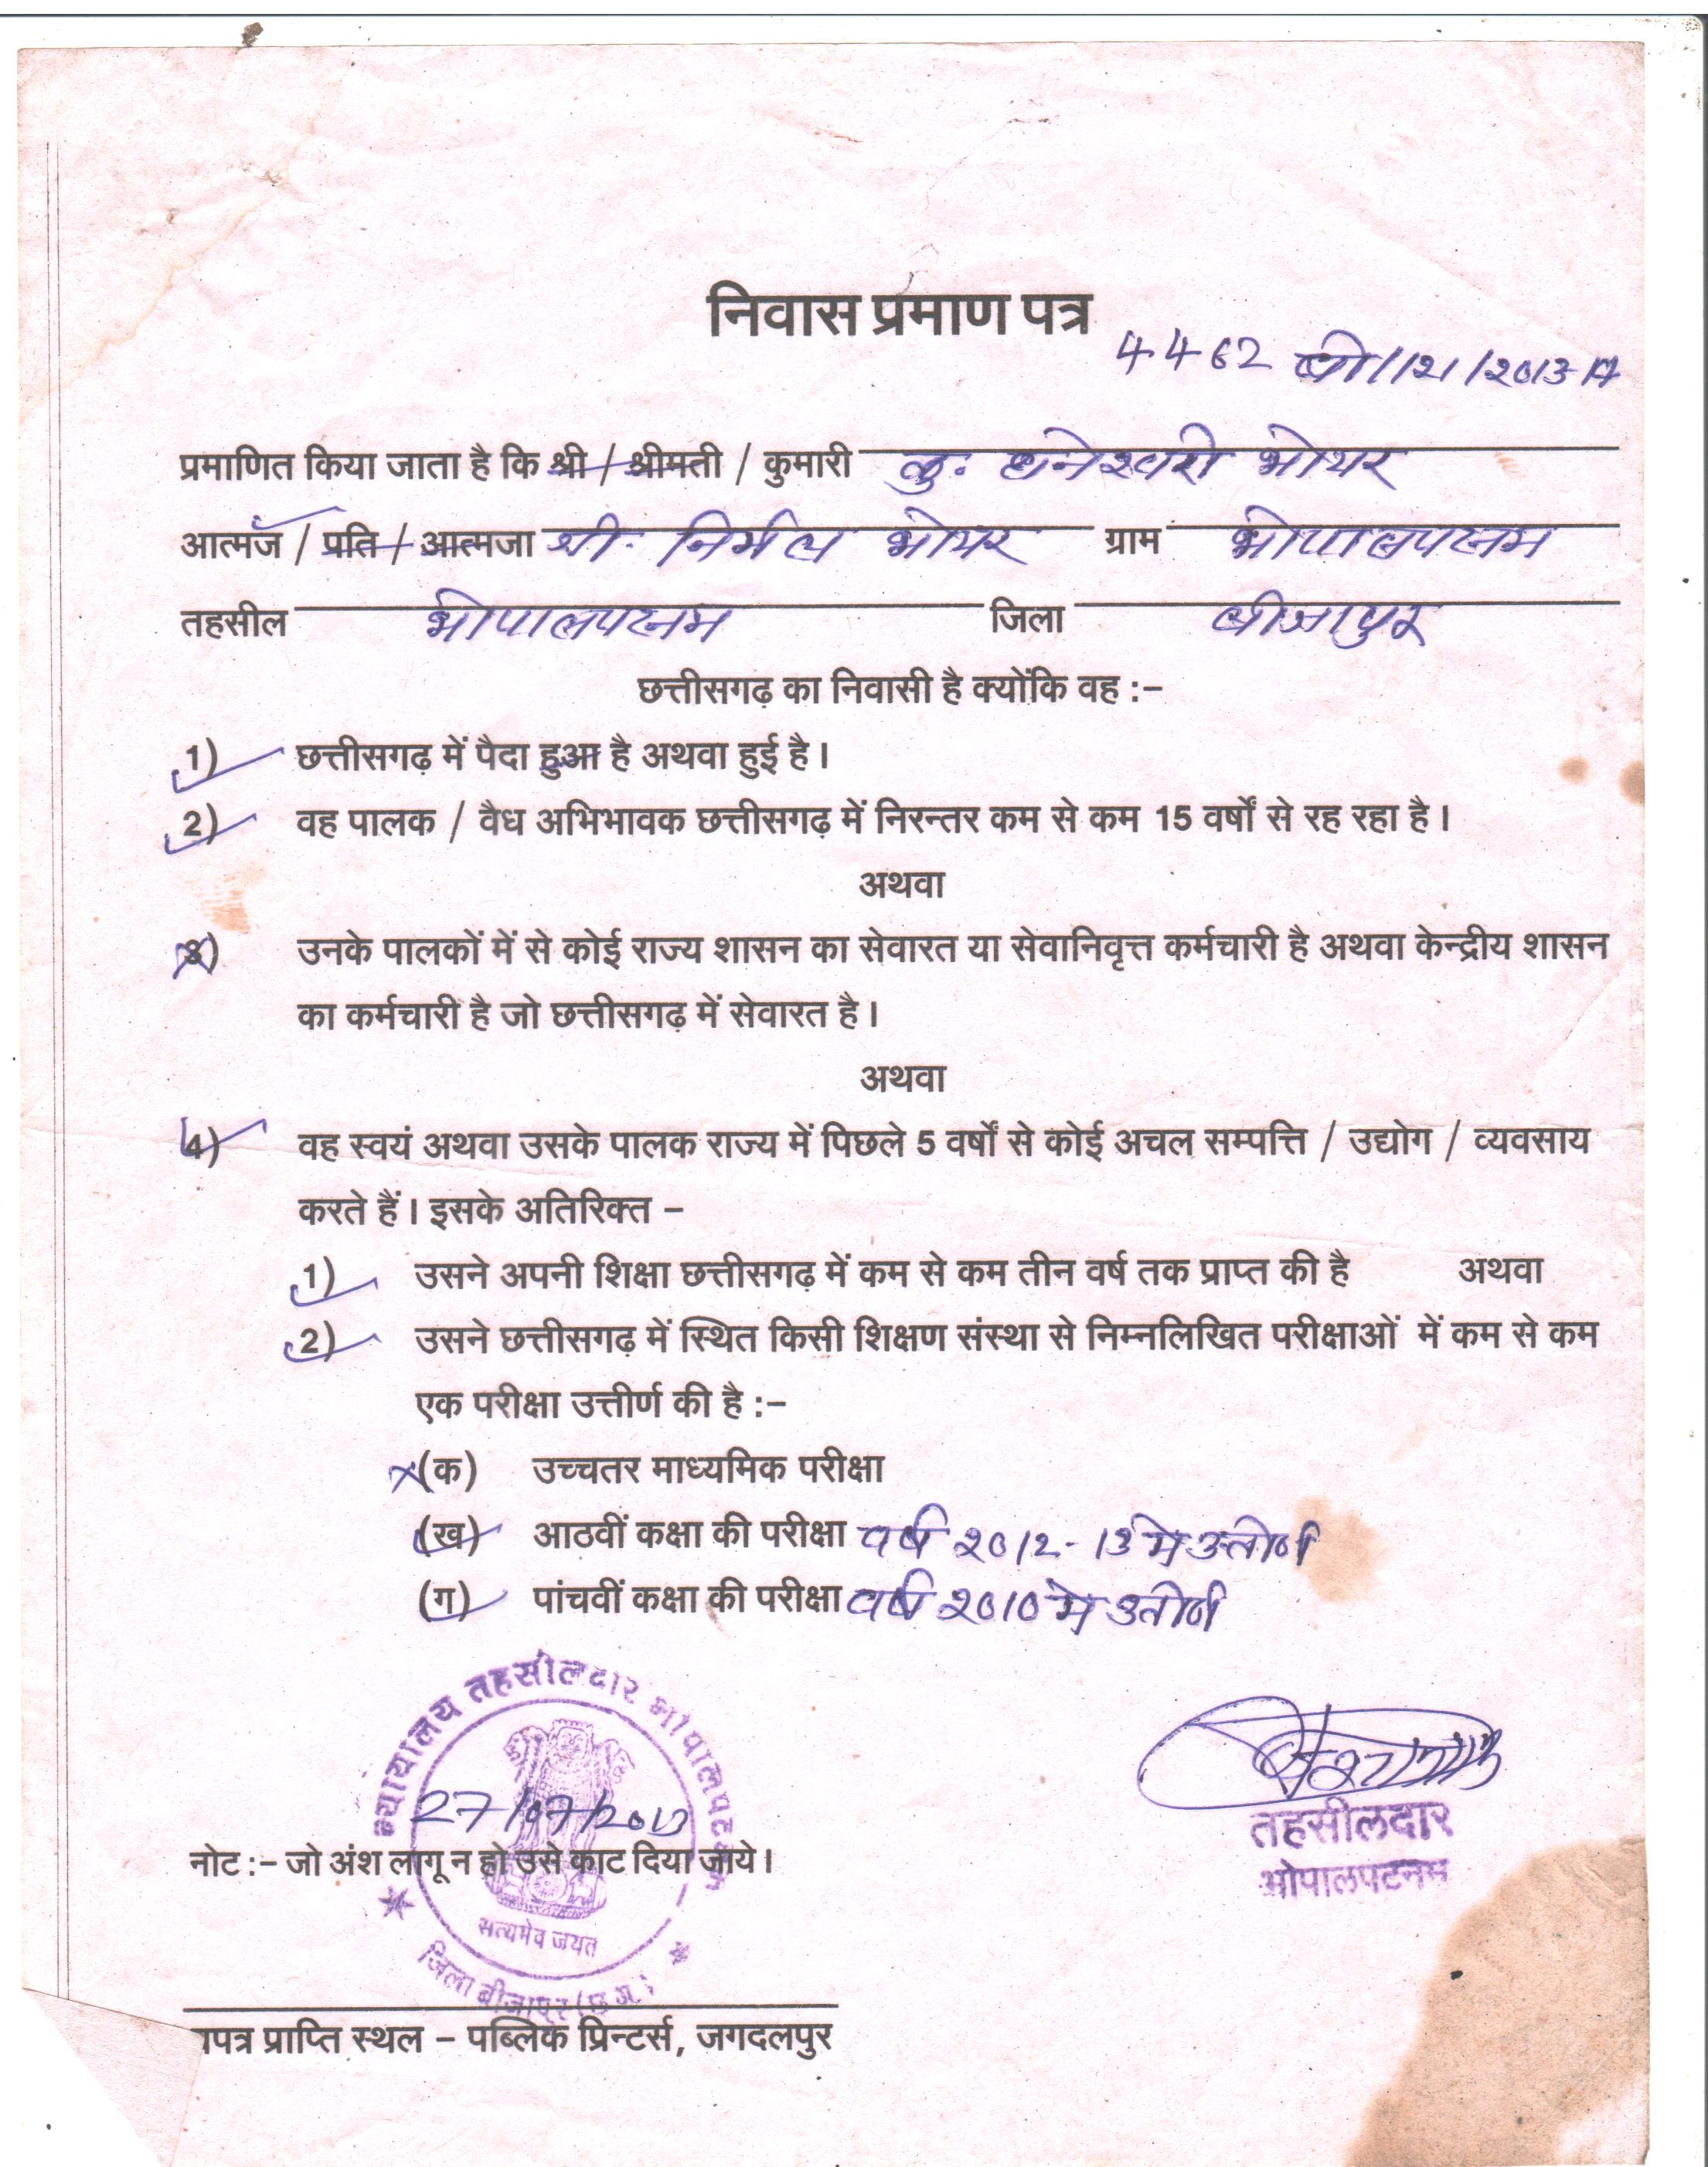 निवास प्रमाण पत्र
4462 बी/121/2013-14
प्रमाणित किया जाता है कि श्री / श्रीमती / कुमारी कु. धनेश्वरी भोयर
आत्मज / प्रति / आत्मजा श्री. निर्मल भोयर ग्राम भोपालपटनम
तहसील भोपालपटनम जिला बीजापुर
छत्तीसगढ़ का निवासी है क्योंकि वह :–
1) छत्तीसगढ़ में पैदा हुआ है अथवा हुई है।
2) वह पालक / वैध अभिभावक छत्तीसगढ़ में निरन्तर कम से कम 15 वर्षों से रह रहा है।
अथवा
3) उनके पालकों में से कोई राज्य शासन का सेवारत या सेवानिवृत्त कर्मचारी है अथवा केन्द्रीय शासन
का कर्मचारी है जो छत्तीसगढ़ में सेवारत है।
अथवा
4) वह स्वयं अथवा उसके पालक राज्य में पिछले 5 वर्षों से कोई अचल सम्पत्ति / उद्योग / व्यवसाय
करते हैं। इसके अतिरिक्त –
1) उसने अपनी शिक्षा छत्तीसगढ़ में कम से कम तीन वर्ष तक प्राप्त की है अथवा
2) उसने छत्तीसगढ़ में स्थित किसी शिक्षण संस्था से निम्नलिखित परीक्षाओं में कम से कम
एक परीक्षा उत्तीर्ण की है :–
(क) उच्चतर माध्यमिक परीक्षा
(ख) आठवीं कक्षा की परीक्षा वर्ष 2012-13 मे उतीर्ण
(ग) पांचवीं कक्षा की परीक्षा वर्ष 2010 मे उतीर्ण
न्यायालय तहसीलदार भोपालपटनम
27/07/2013
तहसीलदार
भोपालपटनम
नोट :– जो अंश लागू न हो उसे काट दिया जाये।
सत्यमेव जयते
जिला बीजापुर (छ.ग.)
पपत्र प्राप्ति स्थल – पब्लिक प्रिन्टर्स, जगदलपुर